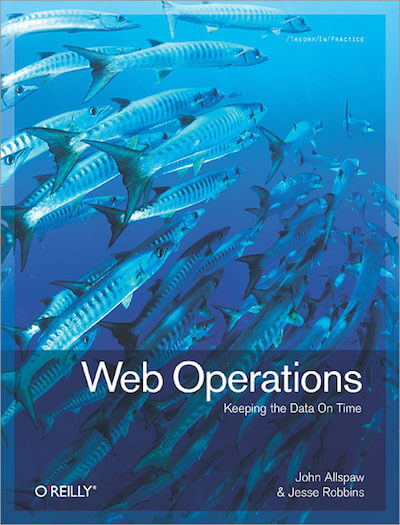 /THEORY/IN/PRACTICE
Web Operations
Keeping the Data On Time
John Allspaw
& Jesse Robbins
O'REILLY®